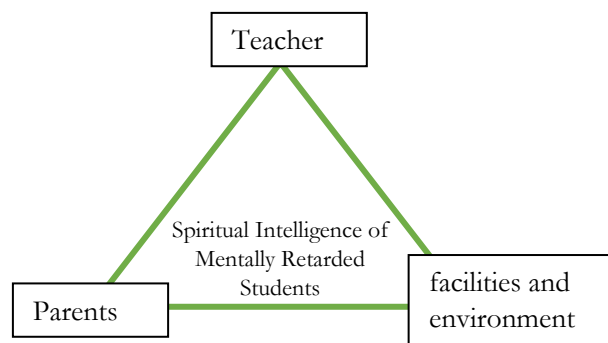 Teacher
Spiritual Intelligence of
Mentally Retarded
Students
Parents
facilities and
environment